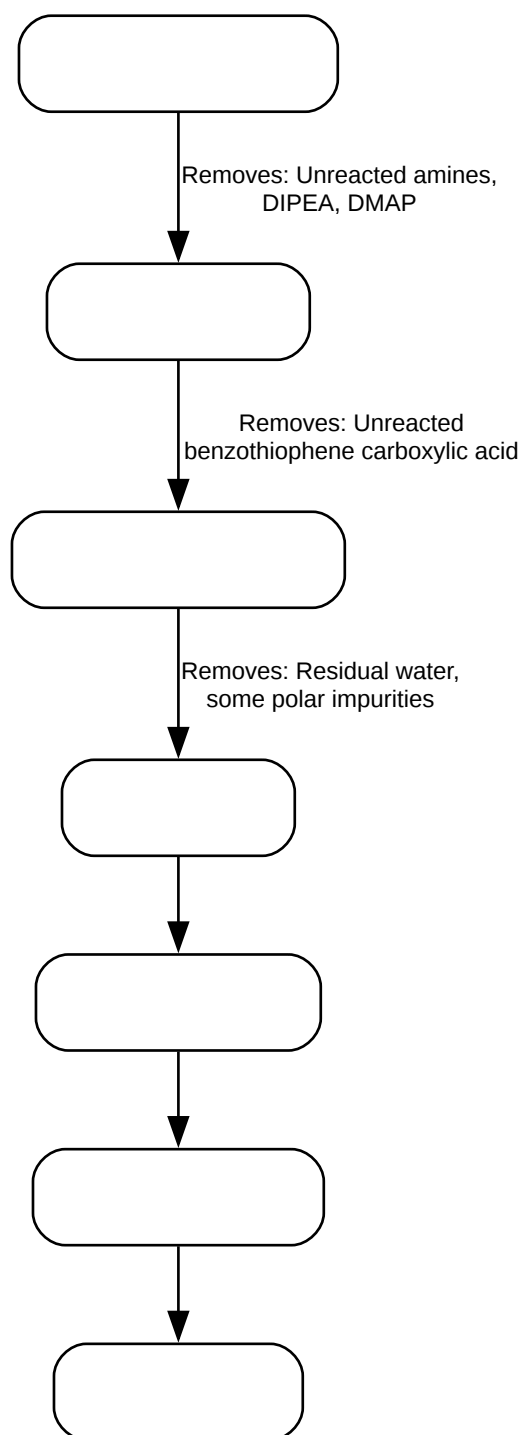 Removes: Unreacted amines,
DIPEA, DMAP
Removes: Unreacted
benzothiophene carboxylic acid
Removes: Residual water,
some polar impurities